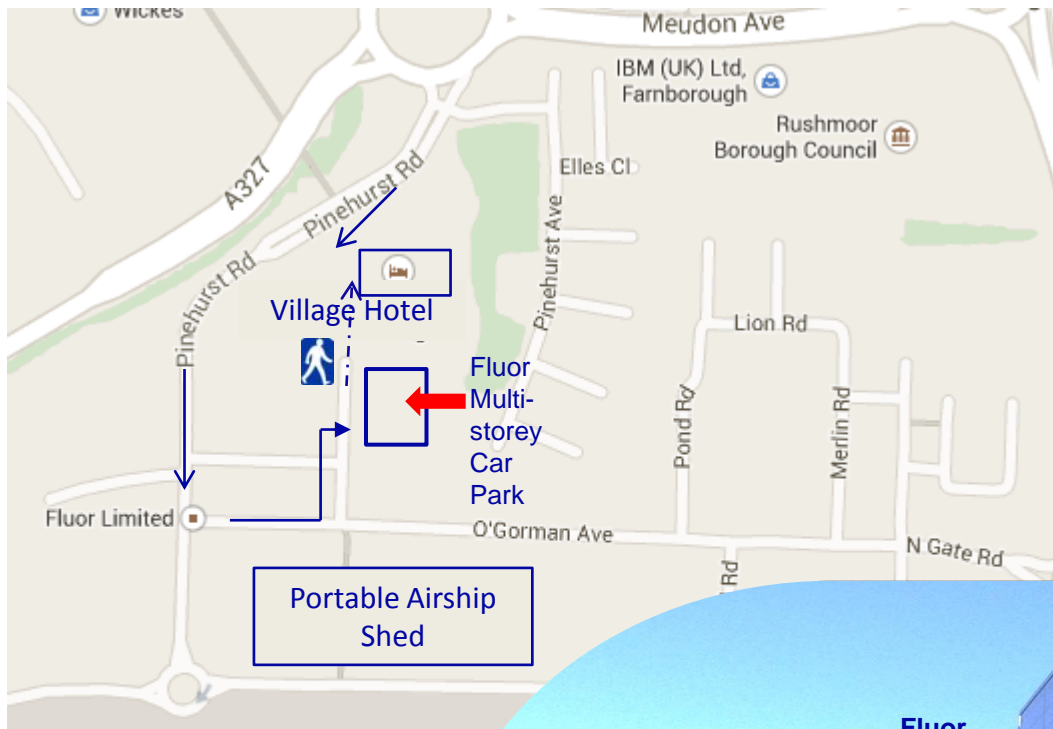 Wickes
Meudon Ave
IBM (UK) Ltd,
Farnborough
Rushmoor
Borough Council
A327
Pinehurst Rd
Elles Cl
Pinehurst Rd
Pinehurst Ave
Village Hotel
Lion Rd
Fluor
Multi-
storey
Car
Park
Pond Rd
Merlin Rd
Fluor Limited
O'Gorman Ave
N Gate Rd
Rd
Portable Airship
Shed
Fluor